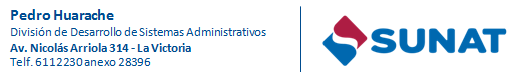 Pedro Huarache
División de Desarrollo de Sistemas Administrativos
Av. Nicolás Arriola 314 - La Victoria
Telf. 6112230 anexo 28396
SUNAT